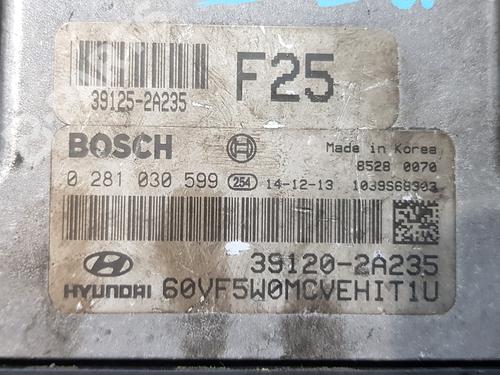 39125-2A235
F25
BOSCH
Made in Korea
8528 0070
0 281 030 599 254 14-12-13 1039S68303
39120-2A235
HYUNDAI 60VF5W0MCVEHIT1U